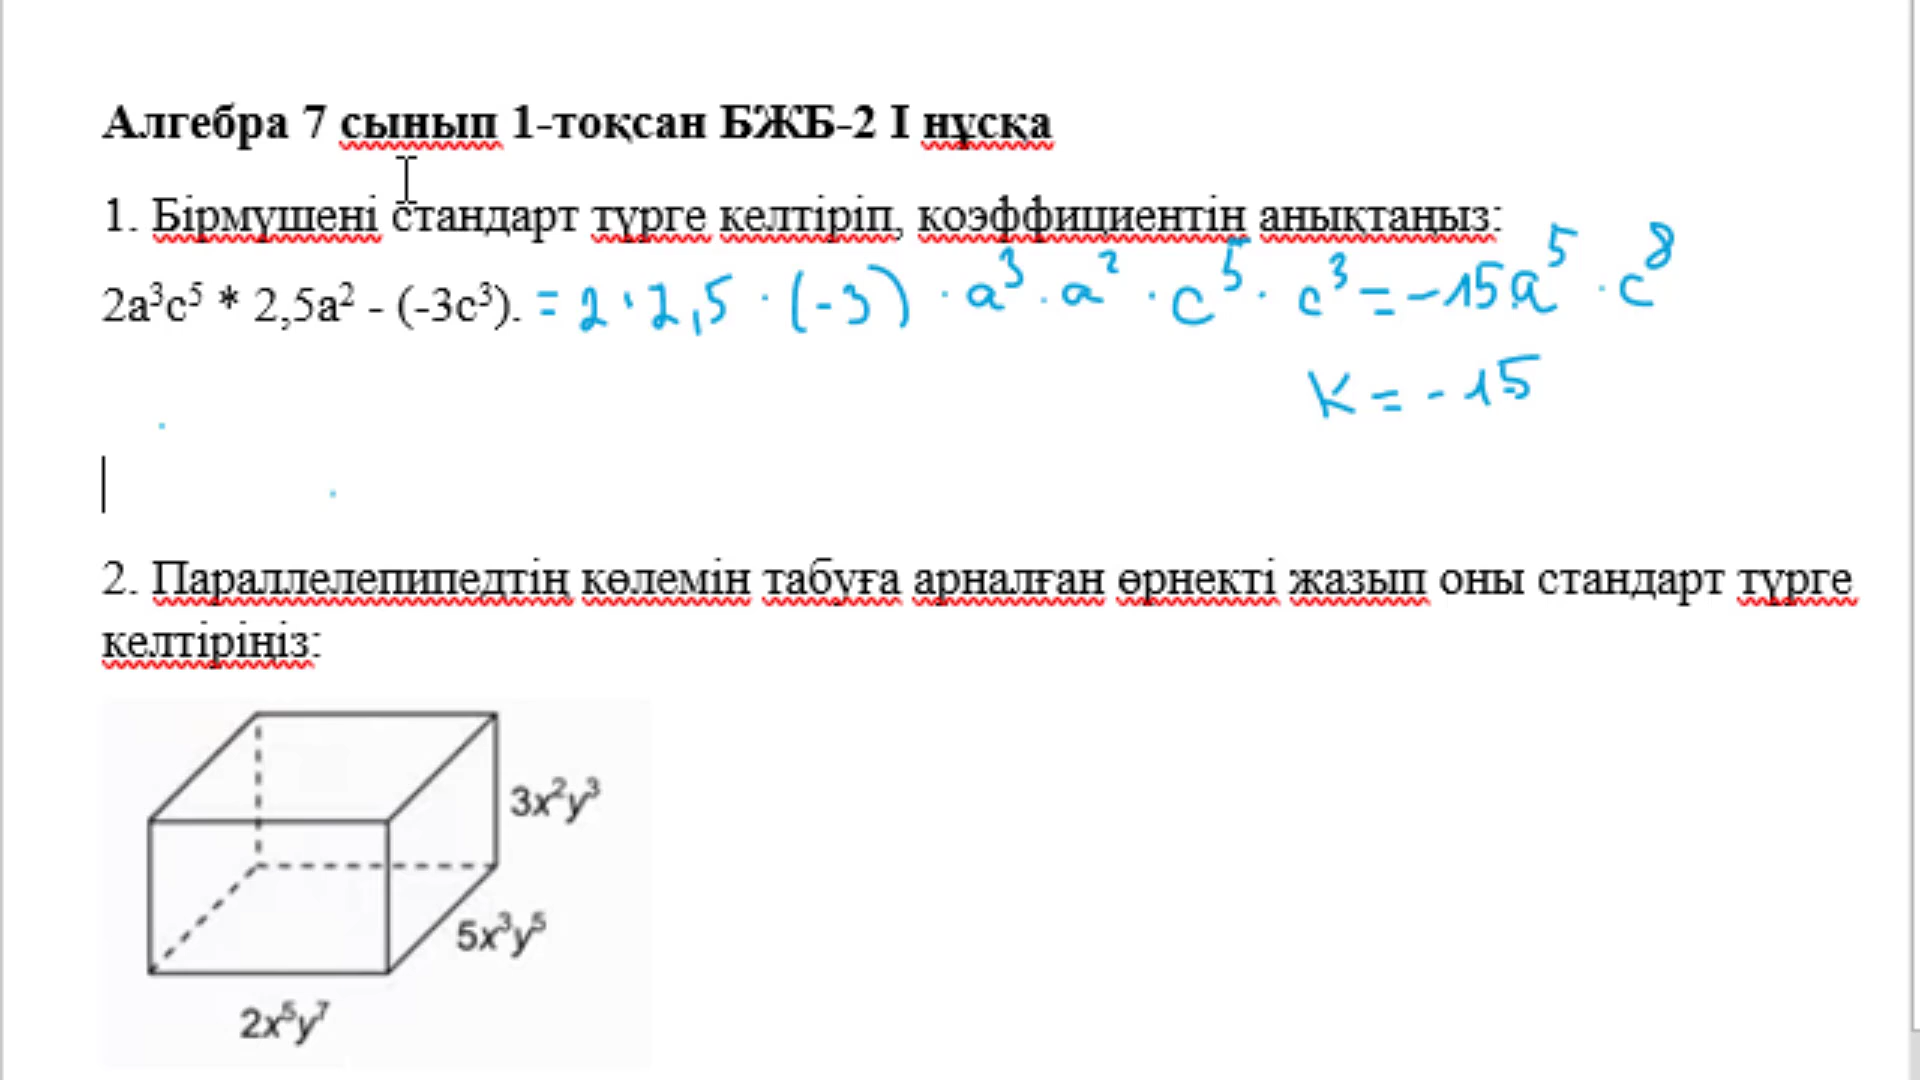 Алгебра 7 сынып 1-тоқсан БЖБ-2 I нұсқа
1. Бірмүшені стандарт түрге келтіріп, коэффициентін анықтаңыз:
2a³c⁵ * 2,5a² - (-3c³). = 2 · 2,5 · (-3) · a³ · a² · c⁵ · c³ = -15a⁵ · c⁸
K = -15
2. Параллелепипедтің көлемін табуға арналған өрнекті жазып оны стандарт түрге
келтіріңіз:
3x²y³
5x³y⁵
2x⁵y⁷